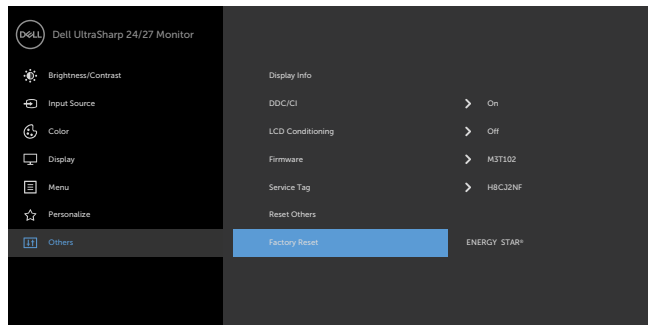 DELL Dell UltraSharp 24/27 Monitor
Brightness/Contrast
Input Source
Color
Display
Menu
Personalize
Others
Display Info
DDC/CI On
LCD Conditioning Off
Firmware M3T102
Service Tag H8CJ2NF
Reset Others
Factory Reset ENERGY STAR®